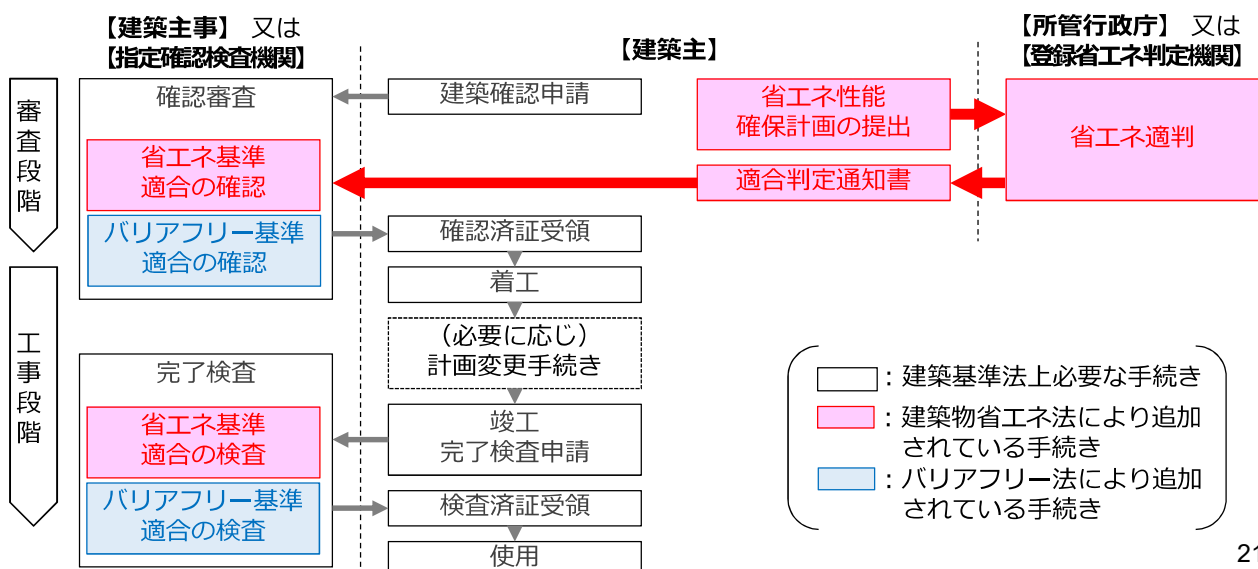 【建築主事】 又は
【指定確認検査機関】
【建築主】
【所管行政庁】 又は
【登録省エネ判定機関】
審査段階
確認審査
省エネ基準
適合の確認
バリアフリー基準
適合の確認
建築確認申請
省エネ性能
確保計画の提出
省エネ適判
適合判定通知書
確認済証受領
着工
(必要に応じ)
計画変更手続き
工事段階
完了検査
省エネ基準
適合の検査
バリアフリー基準
適合の検査
竣工
完了検査申請
検査済証受領
使用
:建築基準法上必要な手続き
:建築物省エネ法により追加
されている手続き
:バリアフリー法により追加
されている手続き
21